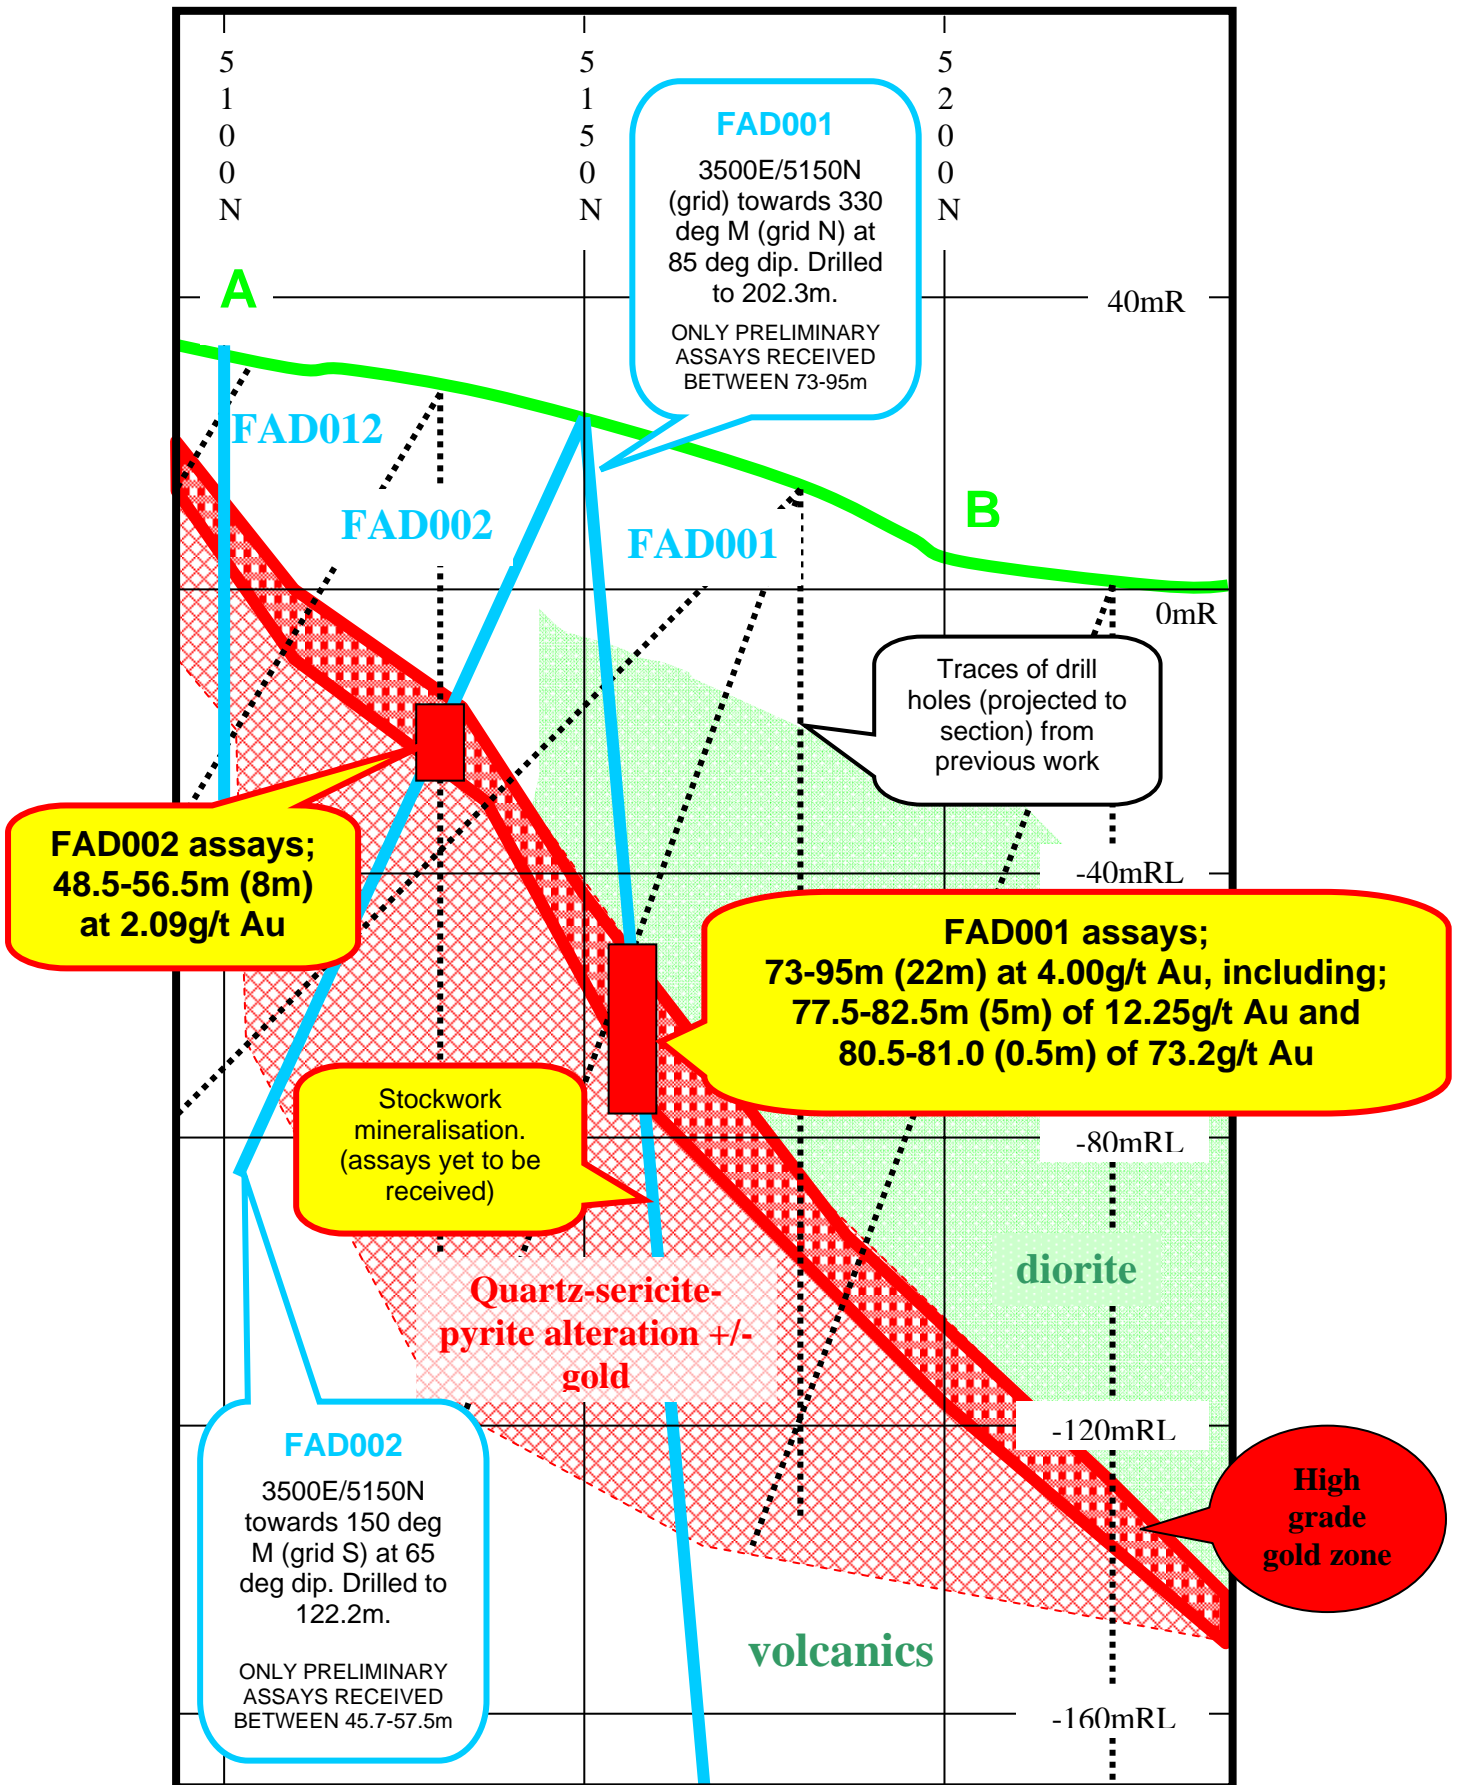 5100N
5150N
5200N
FAD001
3500E/5150N
(grid) towards 330
deg M (grid N) at
85 deg dip. Drilled
to 202.3m.
ONLY PRELIMINARY
ASSAYS RECEIVED
BETWEEN 73-95m
A
40mR
FAD012
FAD002
FAD001
B
0mR
Traces of drill
holes (projected to
section) from
previous work
FAD002 assays;
48.5-56.5m (8m)
at 2.09g/t Au
-40mRL
FAD001 assays;
73-95m (22m) at 4.00g/t Au, including;
77.5-82.5m (5m) of 12.25g/t Au and
80.5-81.0 (0.5m) of 73.2g/t Au
Stockwork
mineralisation.
(assays yet to be
received)
-80mRL
diorite
Quartz-sericite-
pyrite alteration +/-
gold
-120mRL
FAD002
3500E/5150N
towards 150 deg
M (grid S) at 65
deg dip. Drilled to
122.2m.
ONLY PRELIMINARY
ASSAYS RECEIVED
BETWEEN 45.7-57.5m
High
grade
gold zone
volcanics
-160mRL